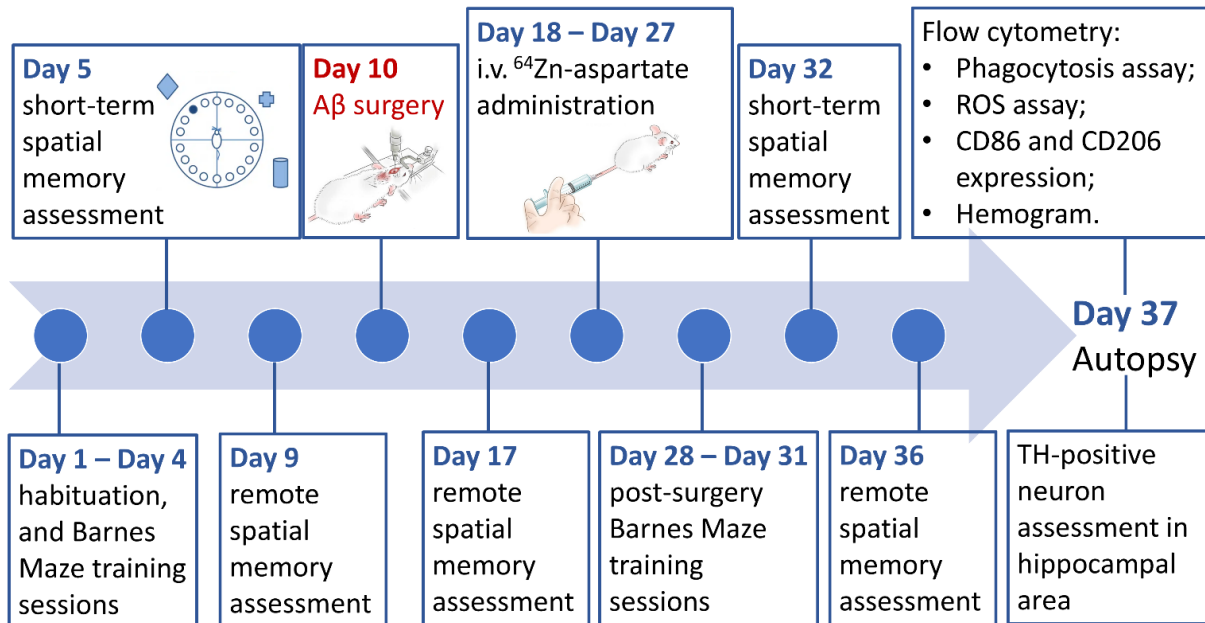 Day 5
short-term
spatial
memory
assessment
Day 10
Aβ surgery
Day 18 – Day 27
i.v. ⁶⁴Zn-aspartate
administration
Day 32
short-term
spatial
memory
assessment
Flow cytometry:
• Phagocytosis assay;
• ROS assay;
• CD86 and CD206
expression;
• Hemogram.
Day 37
Autopsy
Day 1 – Day 4
habituation,
and Barnes
Maze training
sessions
Day 9
remote
spatial
memory
assessment
Day 17
remote
spatial
memory
assessment
Day 28 – Day 31
post-surgery
Barnes Maze
training
sessions
Day 36
remote
spatial
memory
assessment
TH-positive
neuron
assessment in
hippocampal
area